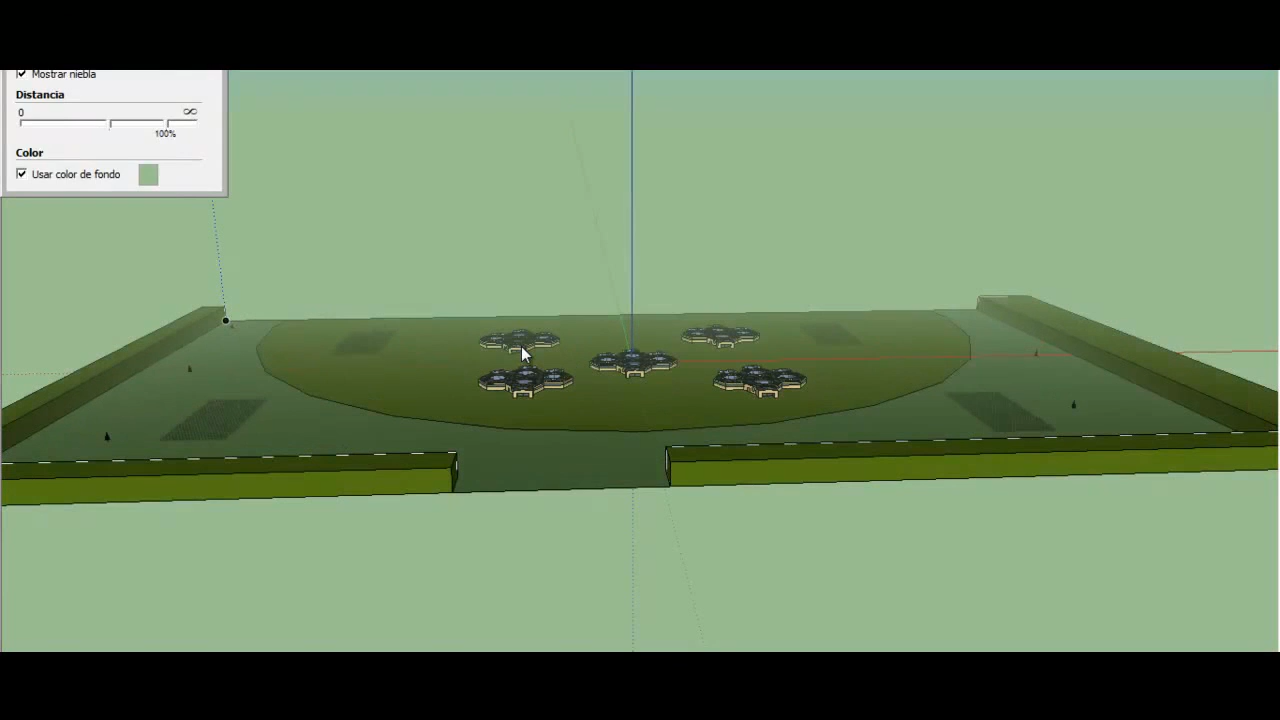 Mostrar niebla
Distancia
0 ∞
100%
Color
Usar color de fondo